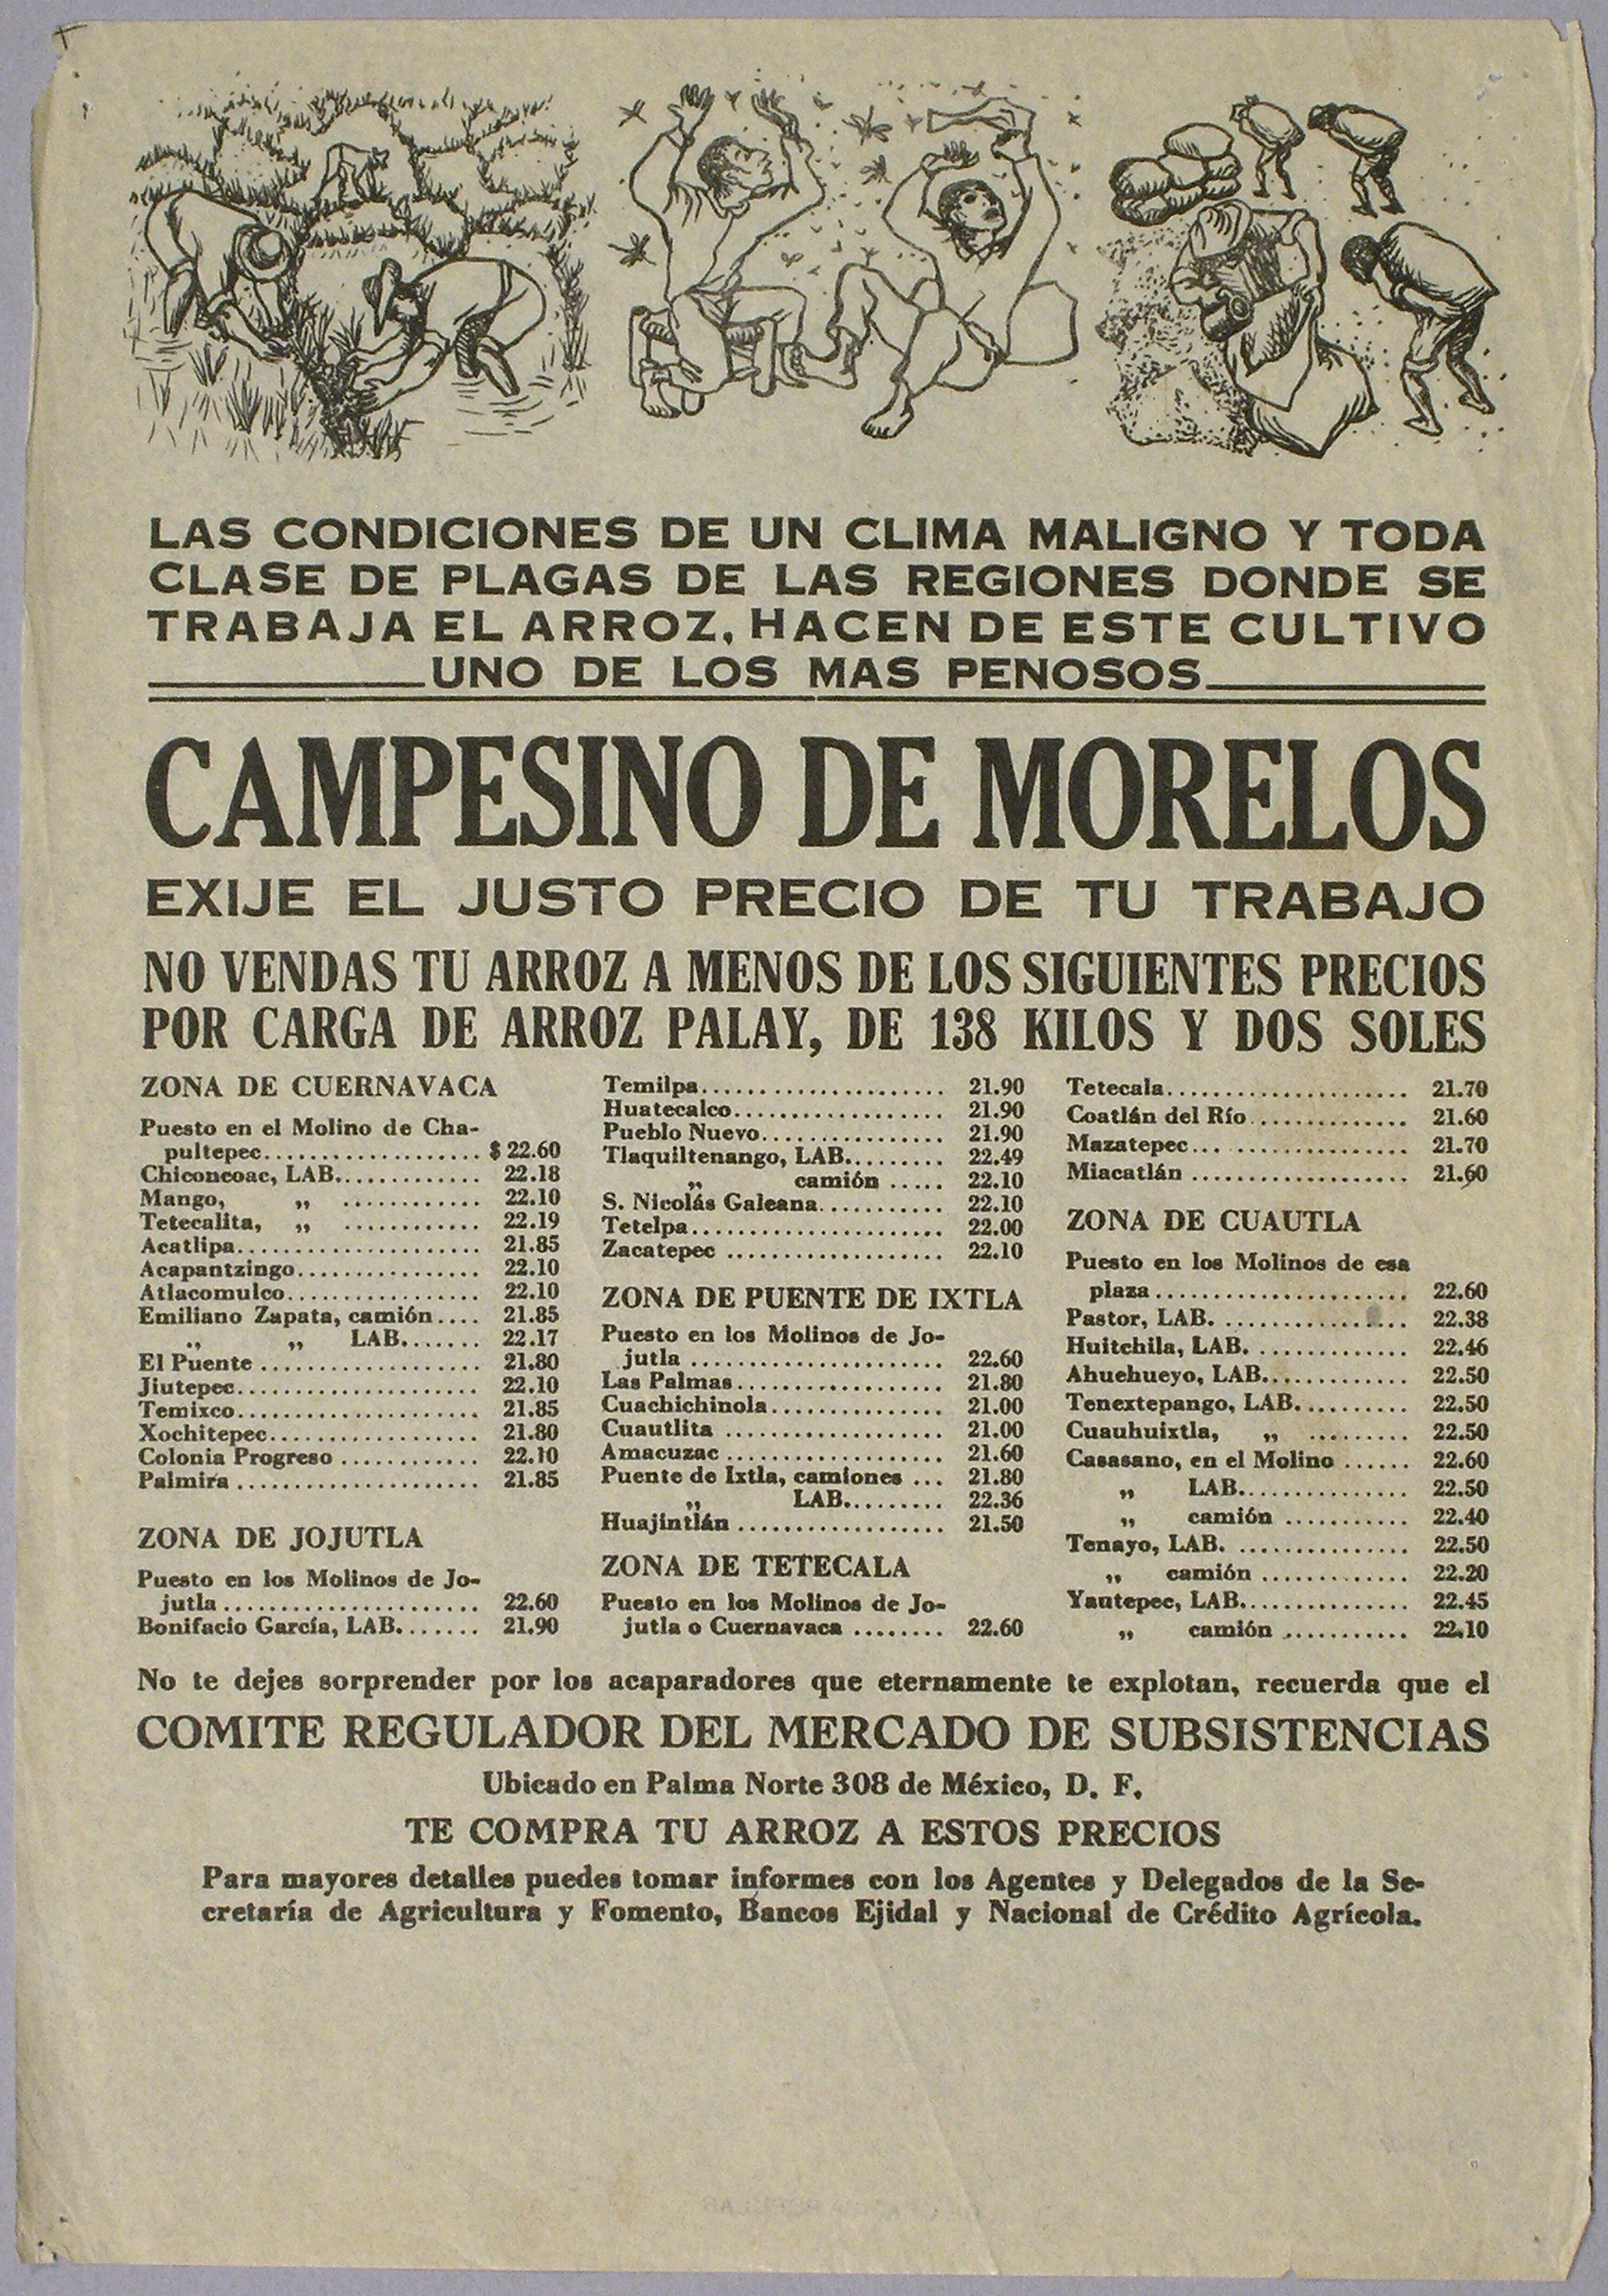 LAS CONDICIONES DE UN CLIMA MALIGNO Y TODA
CLASE DE PLAGAS DE LAS REGIONES DONDE SE
TRABAJA EL ARROZ, HACEN DE ESTE CULTIVO
UNO DE LOS MAS PENOSOS
CAMPESINO DE MORELOS
EXIJE EL JUSTO PRECIO DE TU TRABAJO
NO VENDAS TU ARROZ A MENOS DE LOS SIGUIENTES PRECIOS
POR CARGA DE ARROZ PALAY, DE 138 KILOS Y DOS SOLES
ZONA DE CUERNAVACA
Puesto en el Molino de Cha-
pultepec.................. $ 22.60
Chiconcoac, LAB............ 22.18
Mango, „ ............ 22.10
Tetecalita, „ ............ 22.19
Acatlipa..................... 21.85
Acapantzingo................ 22.10
Atlacomulco................. 22.10
Emiliano Zapata, camión.... 21.85
„ „ LAB....... 22.17
El Puente ................... 21.80
Jiutepec..................... 22.10
Temixco..................... 21.85
Xochitepec.................. 21.80
Colonia Progreso ............ 22.10
Palmira ..................... 21.85
ZONA DE JOJUTLA
Puesto en los Molinos de Jo-
jutla ...................... 22.60
Bonifacio García, LAB....... 21.90
Temilpa..................... 21.90
Huatecalco.................. 21.90
Pueblo Nuevo................ 21.90
Tlaquiltenango, LAB......... 22.49
„ camión ..... 22.10
S. Nicolás Galeana........... 22.10
Tetelpa...................... 22.00
Zacatepec ................... 22.10
ZONA DE PUENTE DE IXTLA
Puesto en los Molinos de Jo-
jutla ...................... 22.60
Las Palmas.................. 21.80
Cuachichinola............... 21.00
Cuautlita ................... 21.00
Amacuzac ................... 21.60
Puente de Ixtla, camiones ... 21.80
„ LAB......... 22.36
Huajintlán .................. 21.50
ZONA DE TETECALA
Puesto en los Molinos de Jo-
jutla o Cuernavaca ........ 22.60
Tetecala..................... 21.70
Coatlán del Río.............. 21.60
Mazatepec................... 21.70
Miacatlán ................... 21.60
ZONA DE CUAUTLA
Puesto en los Molinos de esa
plaza ...................... 22.60
Pastor, LAB. ................ 22.38
Huitchila, LAB. ............. 22.46
Ahuehueyo, LAB............. 22.50
Tenextepango, LAB.......... 22.50
Cuauhuixtla, „ ......... 22.50
Casasano, en el Molino ...... 22.60
„ LAB............... 22.50
„ camión ........... 22.40
Tenayo, LAB. ............... 22.50
„ camión ............. 22.20
Yautepec, LAB............... 22.45
„ camión ........... 22.10
No te dejes sorprender por los acaparadores que eternamente te explotan, recuerda que el
COMITE REGULADOR DEL MERCADO DE SUBSISTENCIAS
Ubicado en Palma Norte 308 de México, D. F.
TE COMPRA TU ARROZ A ESTOS PRECIOS
Para mayores detalles puedes tomar informes con los Agentes y Delegados de la Se-
cretaría de Agricultura y Fomento, Bancos Ejidal y Nacional de Crédito Agrícola.